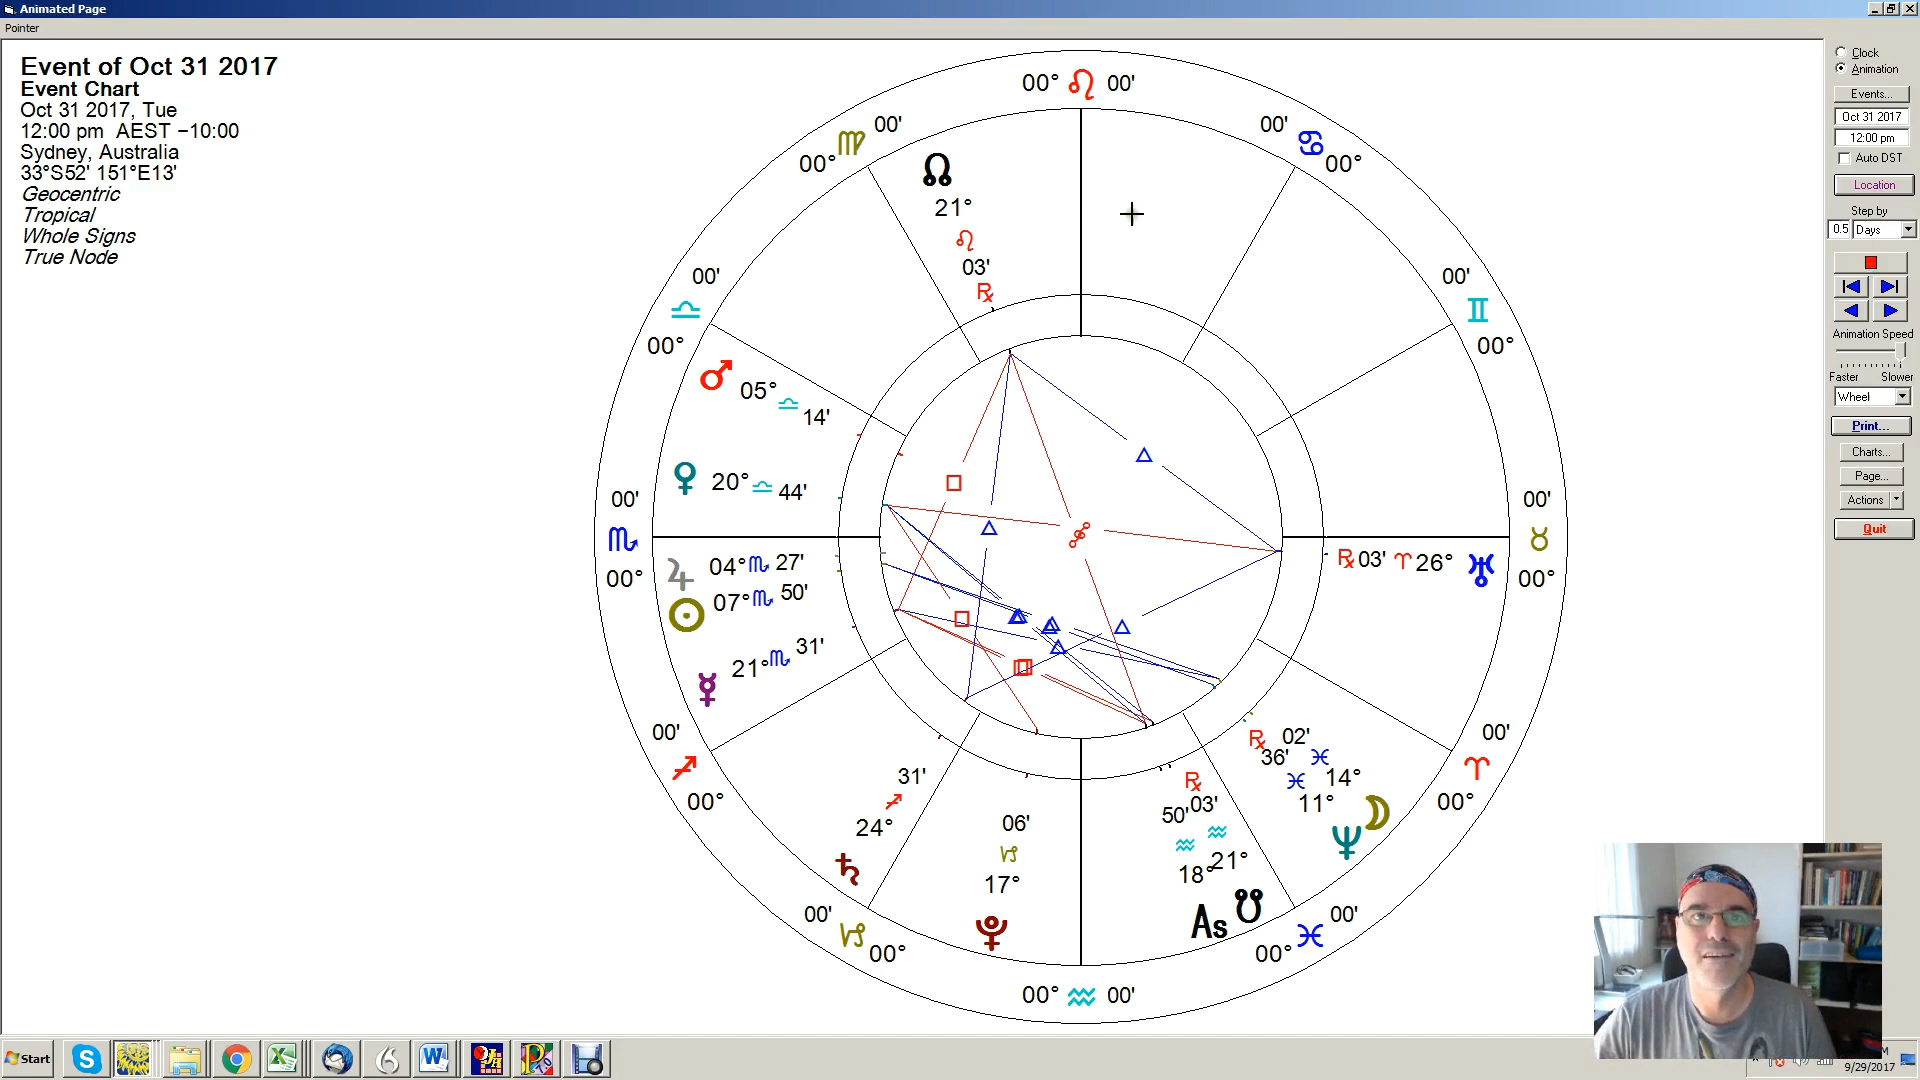 Animated Page
Pointer
Event of Oct 31 2017
Event Chart
Oct 31 2017, Tue
12:00 pm  AEST −10:00
Sydney, Australia
33°S52' 151°E13'
Geocentric
Tropical
Whole Signs
True Node
00° ♌ 00'
00' ♋ 00°
00' ♊ 00°
00' ♉ 00°
00' ♈ 00°
00' ♓ 00°
00° ♒ 00'
00' ♑ 00°
00' ♐ 00°
00' ♏ 00°
00' ♎ 00°
00' ♍ 00°
☊ 21° ♌ 03' ℞
♂ 05° ♎ 14'
♀ 20° ♎ 44'
♃ 04° ♏ 27'
☉ 07° ♏ 50'
☿ 21° ♏ 31'
♄ 24° ♐ 31'
♇ 17° ♑ 06'
As 18° ♒ 50'
☋ 21° ♒ 03' ℞
♆ 11° ♓ 36' ℞
☽ 14° ♓ 02'
℞ 03' ♈ 26° ♅
Clock
Animation
Events...
Oct 31 2017
12:00 pm
Auto DST
Location
Step by
0.5 Days
Animation Speed
Faster Slower
Wheel
Print...
Charts...
Page...
Actions
Quit
Start
9/29/2017